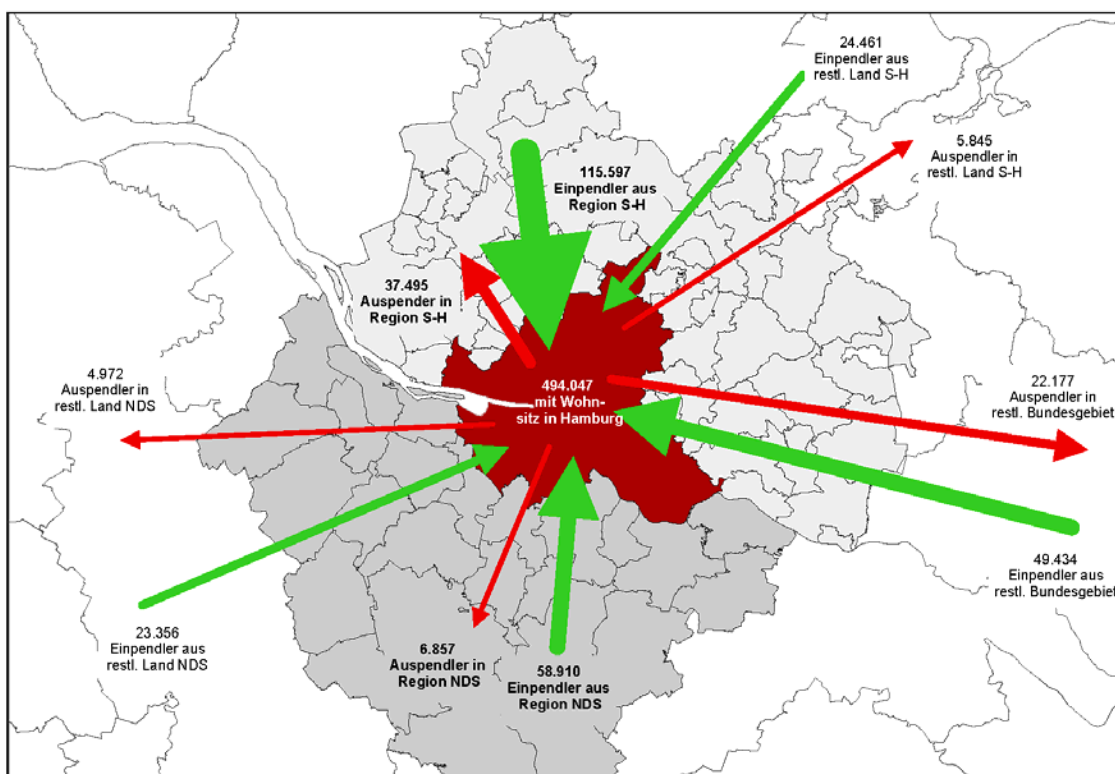 24.461
Einpendler aus
restl. Land S-H
5.845
Auspendler in
restl. Land S-H
115.597
Einpendler aus
Region S-H
37.495
Auspender in
Region S-H
4.972
Auspendler in
restl. Land NDS
494.047
mit Wohn-
sitz in Hamburg
22.177
Auspendler in
restl. Bundesgebiet
49.434
Einpendler aus
restl. Bundesgebiet
23.356
Einpendler aus
restl. Land NDS
6.857
Auspendler in
Region NDS
58.910
Einpendler aus
Region NDS